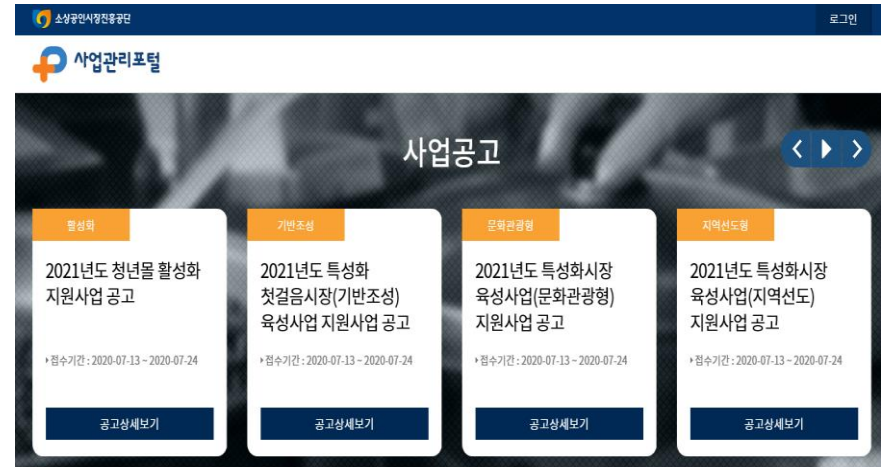 소상공인시장진흥공단
로그인
사업관리포털
사업공고
활성화
2021년도 청년몰 활성화
지원사업 공고
접수기간 : 2020-07-13 ~ 2020-07-24
공고상세보기
기반조성
2021년도 특성화
첫걸음시장(기반조성)
육성사업 지원사업 공고
접수기간 : 2020-07-13 ~ 2020-07-24
공고상세보기
문화관광형
2021년도 특성화시장
육성사업(문화관광형)
지원사업 공고
접수기간 : 2020-07-13 ~ 2020-07-24
공고상세보기
지역선도형
2021년도 특성화시장
육성사업(지역선도)
지원사업 공고
접수기간 : 2020-07-13 ~ 2020-07-24
공고상세보기